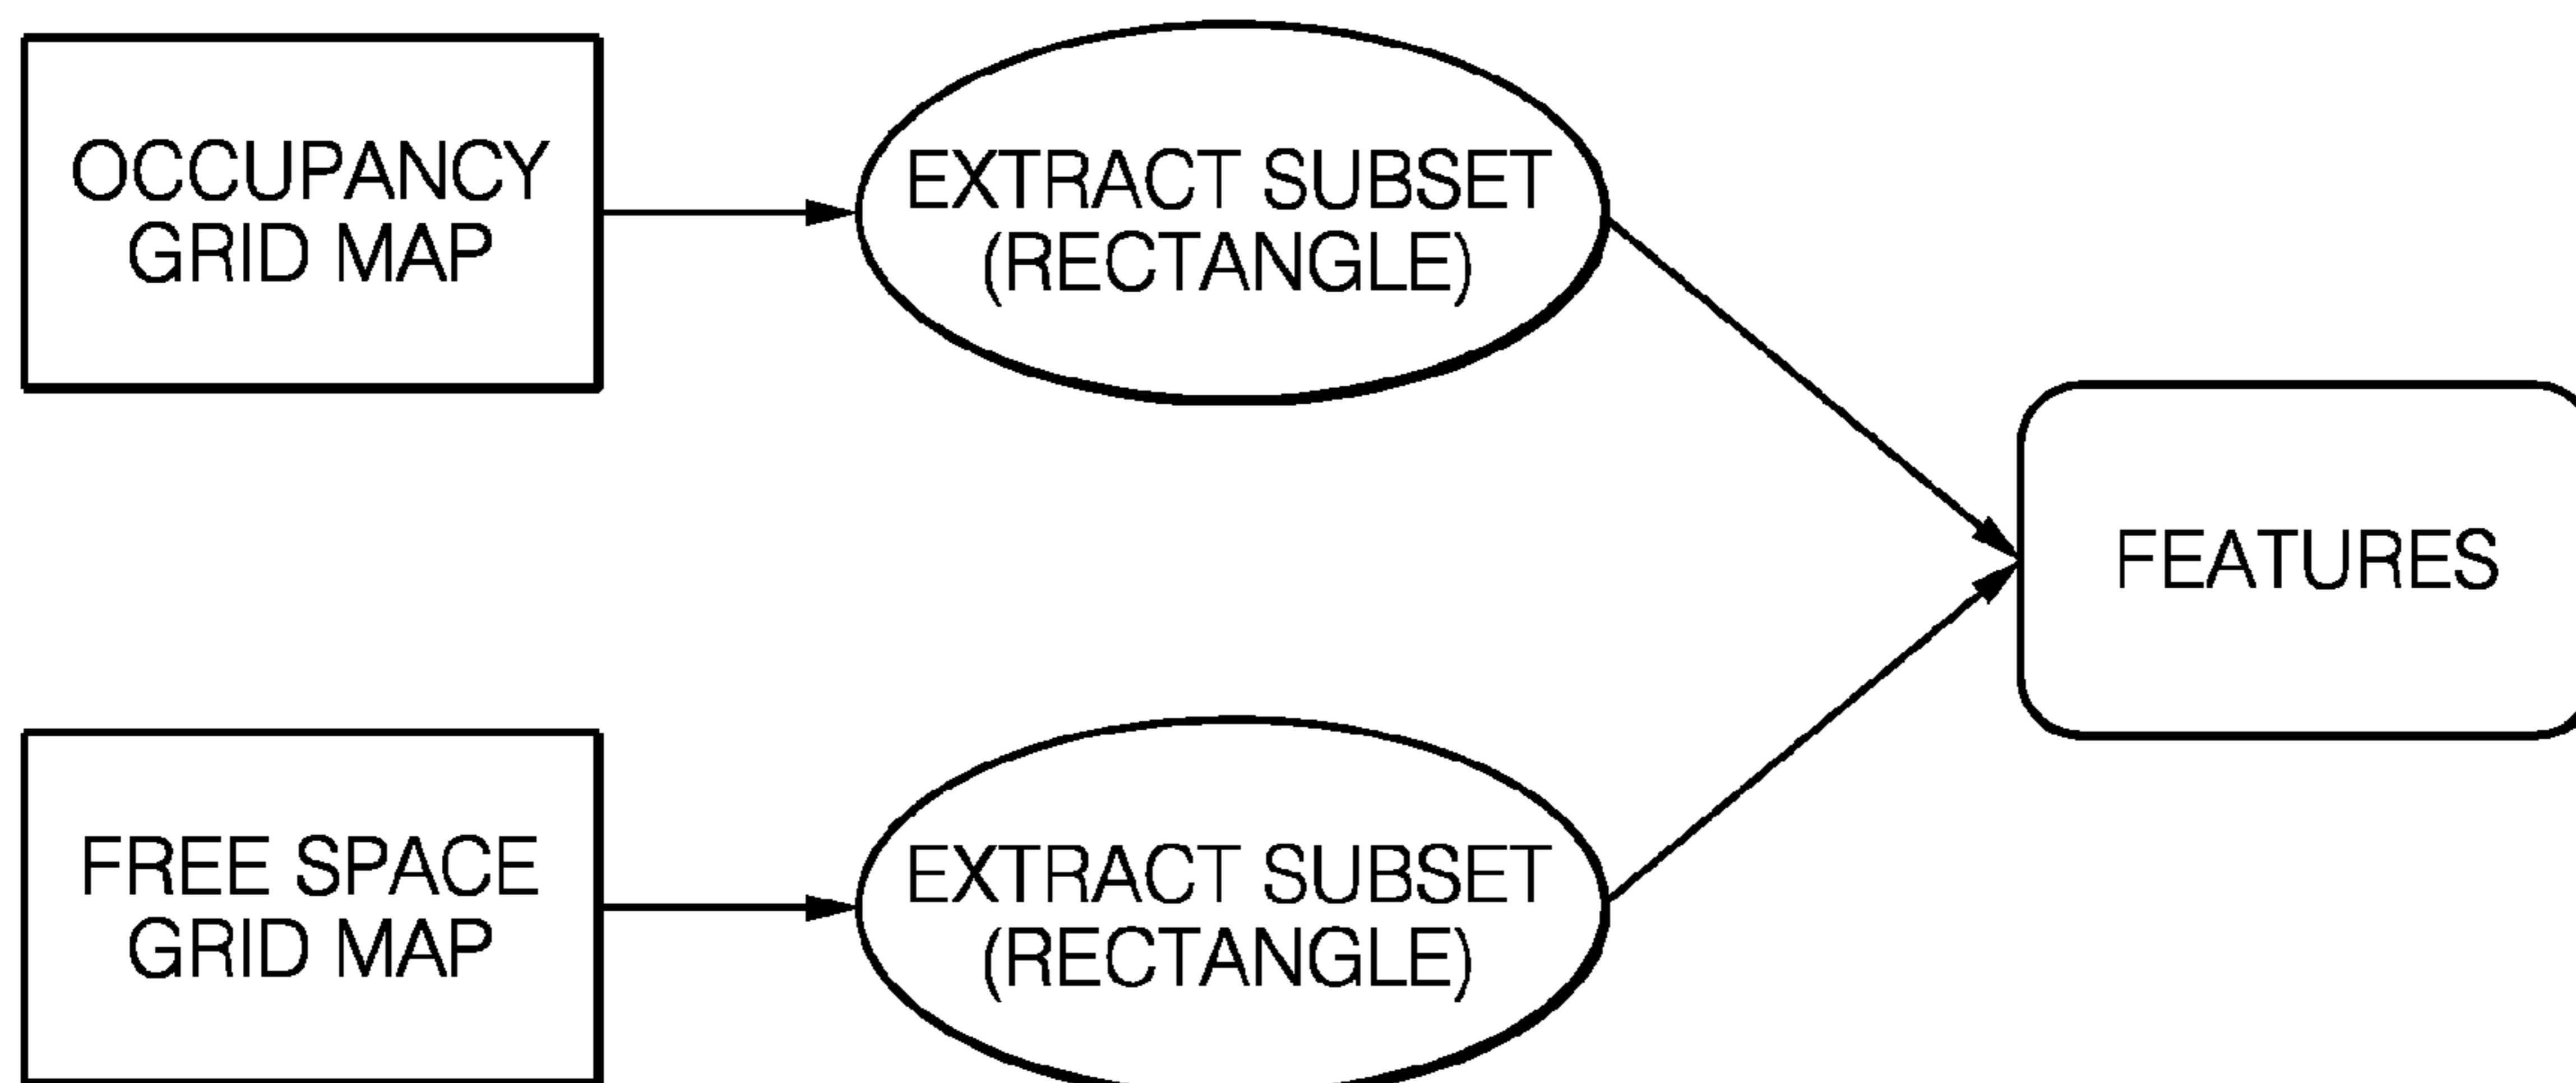 OCCUPANCY
GRID MAP
EXTRACT SUBSET
(RECTANGLE)
FEATURES
FREE SPACE
GRID MAP
EXTRACT SUBSET
(RECTANGLE)